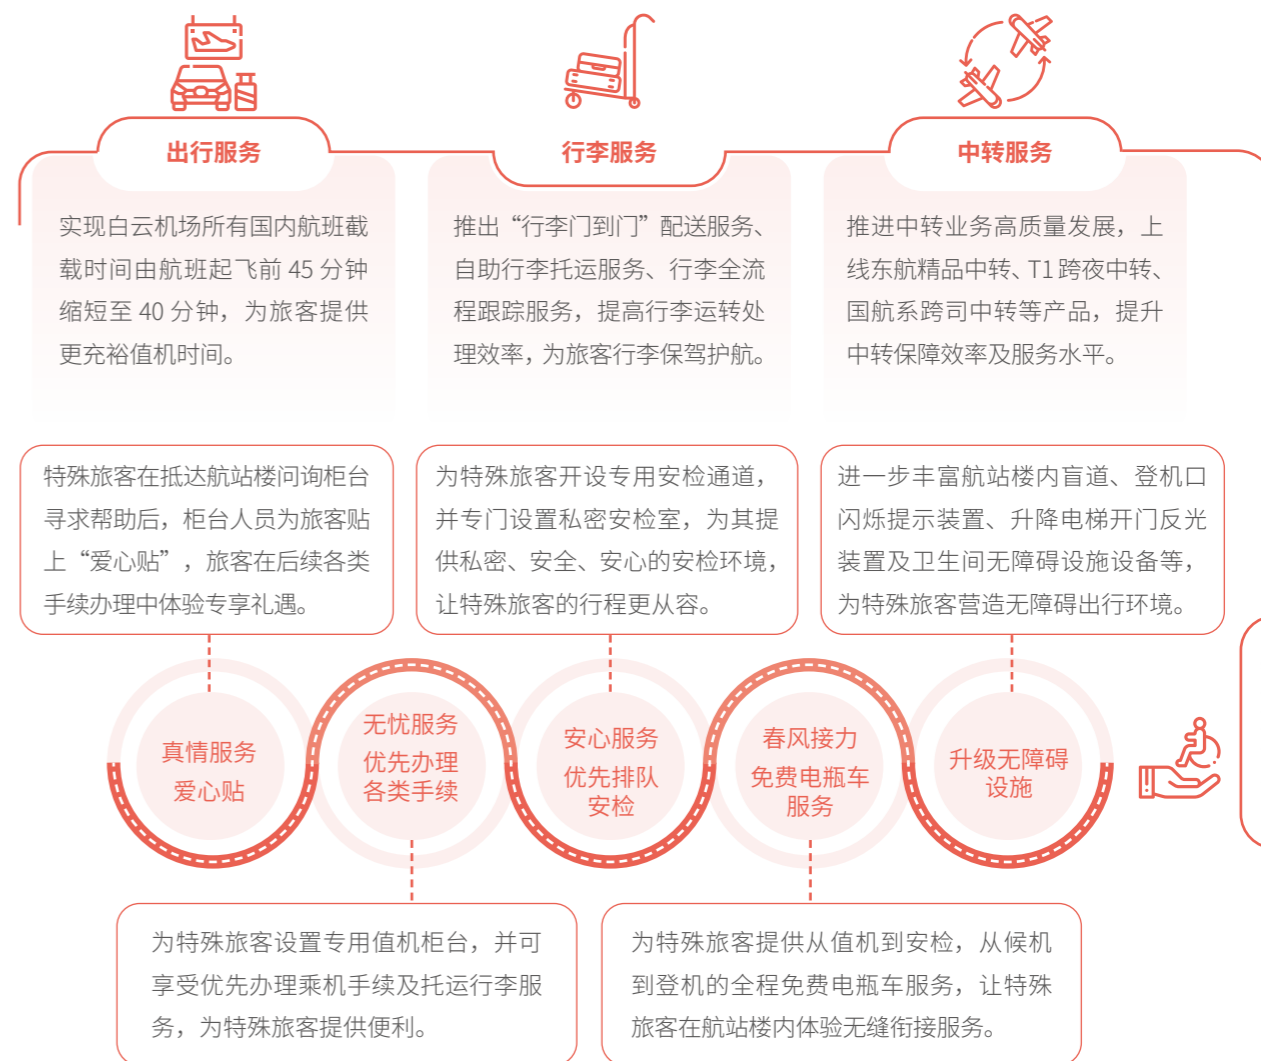 出行服务
实现白云机场所有国内航班截
载时间由航班起飞前 45 分钟
缩短至 40 分钟，为旅客提供
更充裕值机时间。
行李服务
推出“行李门到门”配送服务、
自助行李托运服务、行李全流
程跟踪服务，提高行李运转处
理效率，为旅客行李保驾护航。
中转服务
推进中转业务高质量发展，上
线东航精品中转、T1 跨夜中转、
国航系跨司中转等产品，提升
中转保障效率及服务水平。
特殊旅客在抵达航站楼问询柜台
寻求帮助后，柜台人员为旅客贴
上“爱心贴”，旅客在后续各类
手续办理中体验专享礼遇。
为特殊旅客开设专用安检通道，
并专门设置私密安检室，为其提
供私密、安全、安心的安检环境，
让特殊旅客的行程更从容。
进一步丰富航站楼内盲道、登机口
闪烁提示装置、升降电梯开门反光
装置及卫生间无障碍设施设备等，
为特殊旅客营造无障碍出行环境。
真情服务
爱心贴
无忧服务
优先办理
各类手续
安心服务
优先排队
安检
春风接力
免费电瓶车
服务
升级无障碍
设施
为特殊旅客设置专用值机柜台，并可
享受优先办理乘机手续及托运行李服
务，为特殊旅客提供便利。
为特殊旅客提供从值机到安检，从候机
到登机的全程免费电瓶车服务，让特殊
旅客在航站楼内体验无缝衔接服务。